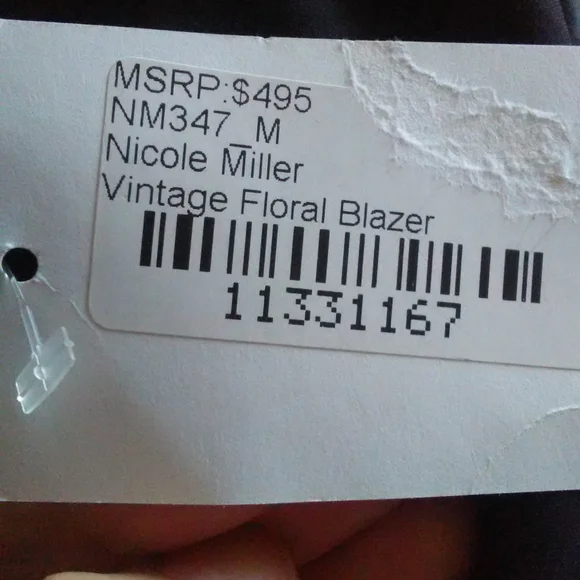 MSRP:$495
NM347_M
Nicole Miller
Vintage Floral Blazer
11331167